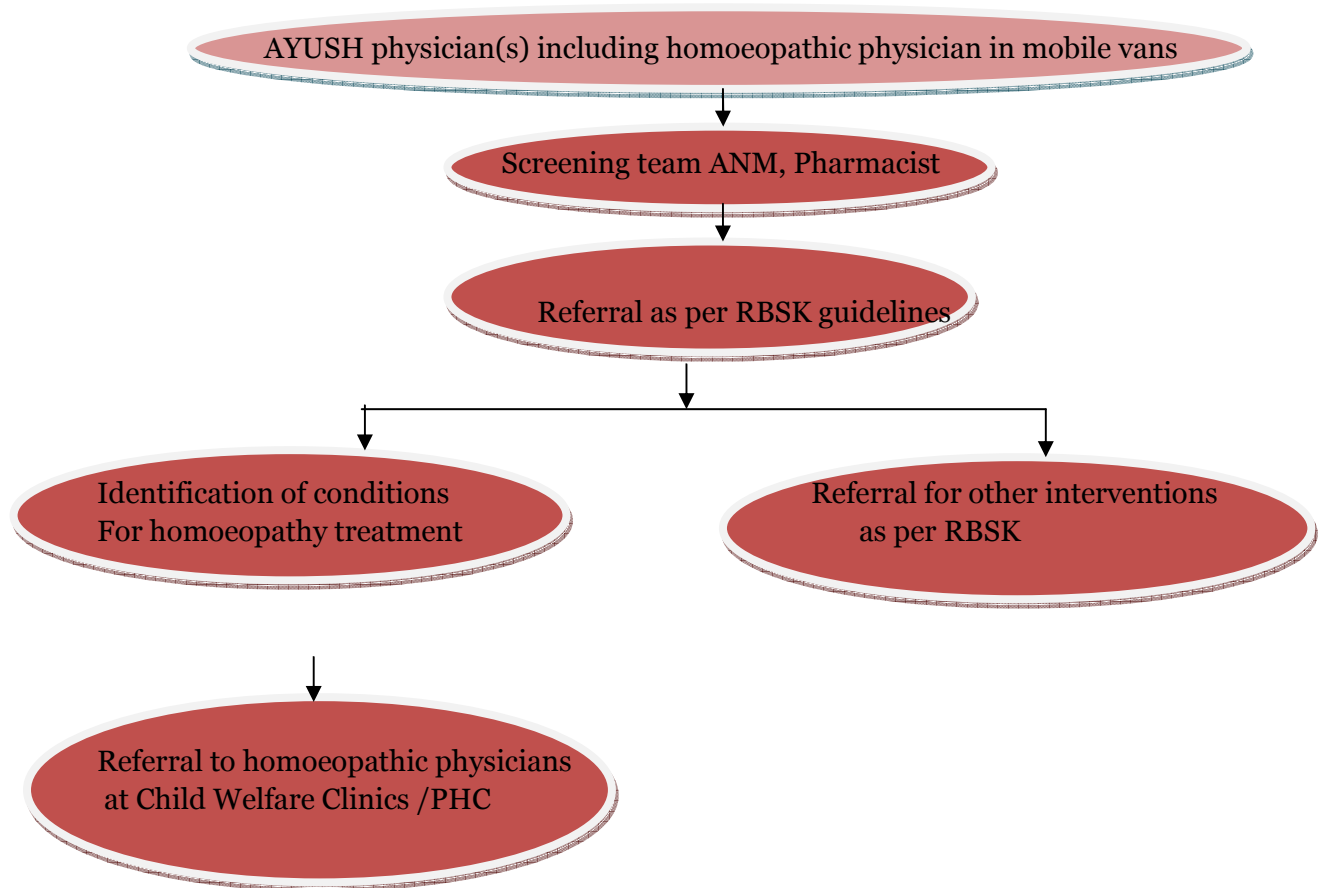 AYUSH physician(s) including homoeopathic physician in mobile vans
Screening team ANM, Pharmacist
Referral as per RBSK guidelines
Identification of conditions
For homoeopathy treatment
Referral for other interventions
as per RBSK
Referral to homoeopathic physicians
at Child Welfare Clinics /PHC